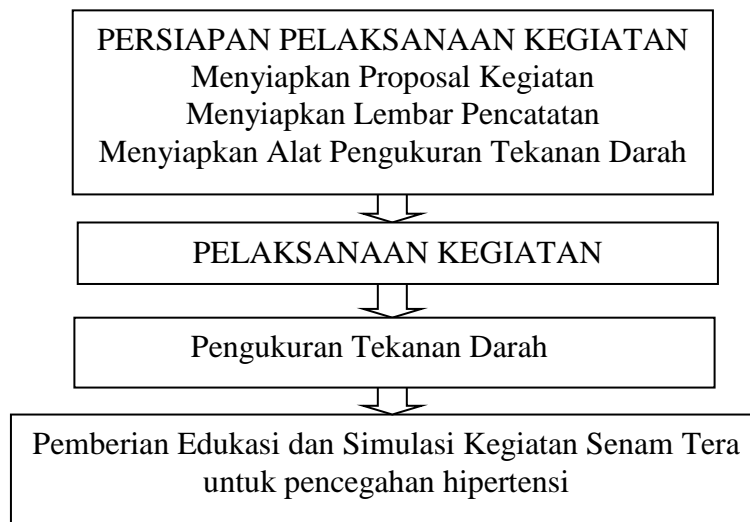 PERSIAPAN PELAKSANAAN KEGIATAN
Menyiapkan Proposal Kegiatan
Menyiapkan Lembar Pencatatan
Menyiapkan Alat Pengukuran Tekanan Darah
PELAKSANAAN KEGIATAN
Pengukuran Tekanan Darah
Pemberian Edukasi dan Simulasi Kegiatan Senam Tera
untuk pencegahan hipertensi